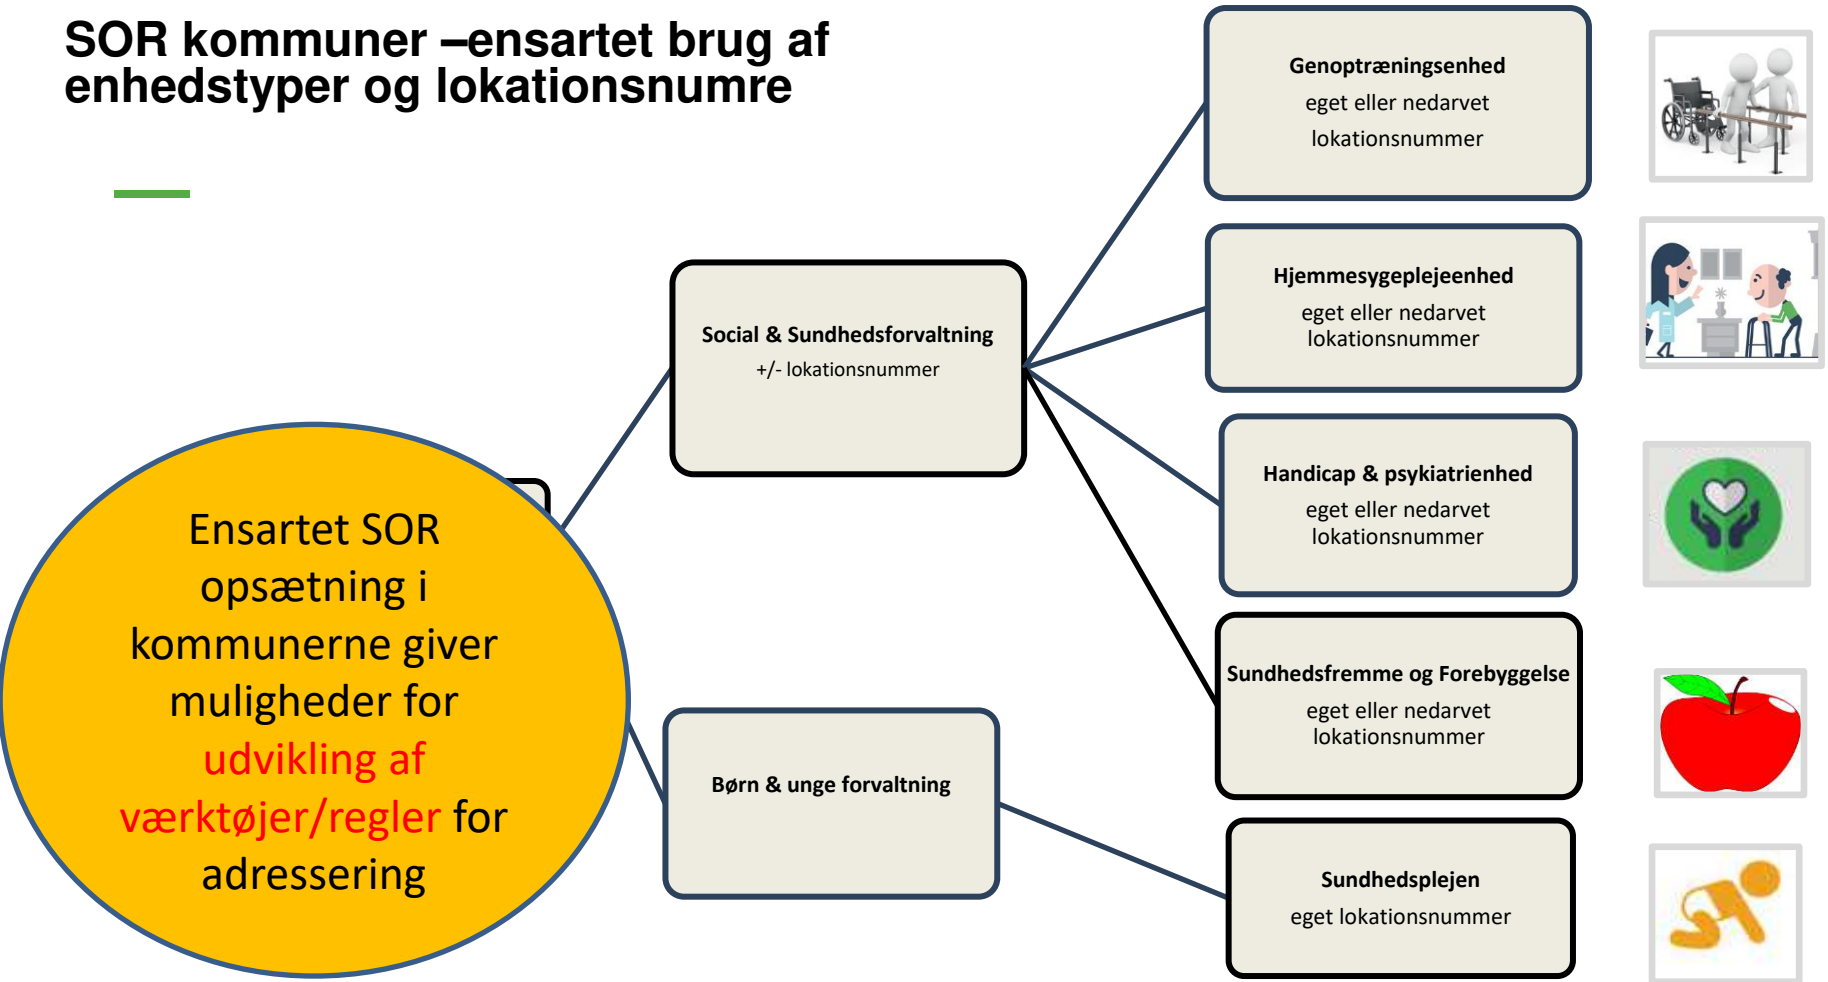 SOR kommuner –ensartet brug af
enhedstyper og lokationsnumre
Genoptræningsenhed
eget eller nedarvet
lokationsnummer
Hjemmesygeplejeenhed
eget eller nedarvet
lokationsnummer
Social & Sundhedsforvaltning
+/- lokationsnummer
Handicap & psykiatrienhed
eget eller nedarvet
lokationsnummer
Ensartet SOR
opsætning i
kommunerne giver
muligheder for
udvikling af
værktøjer/regler for
adressering
Sundhedsfremme og Forebyggelse
eget eller nedarvet
lokationsnummer
Børn & unge forvaltning
Sundhedsplejen
eget lokationsnummer